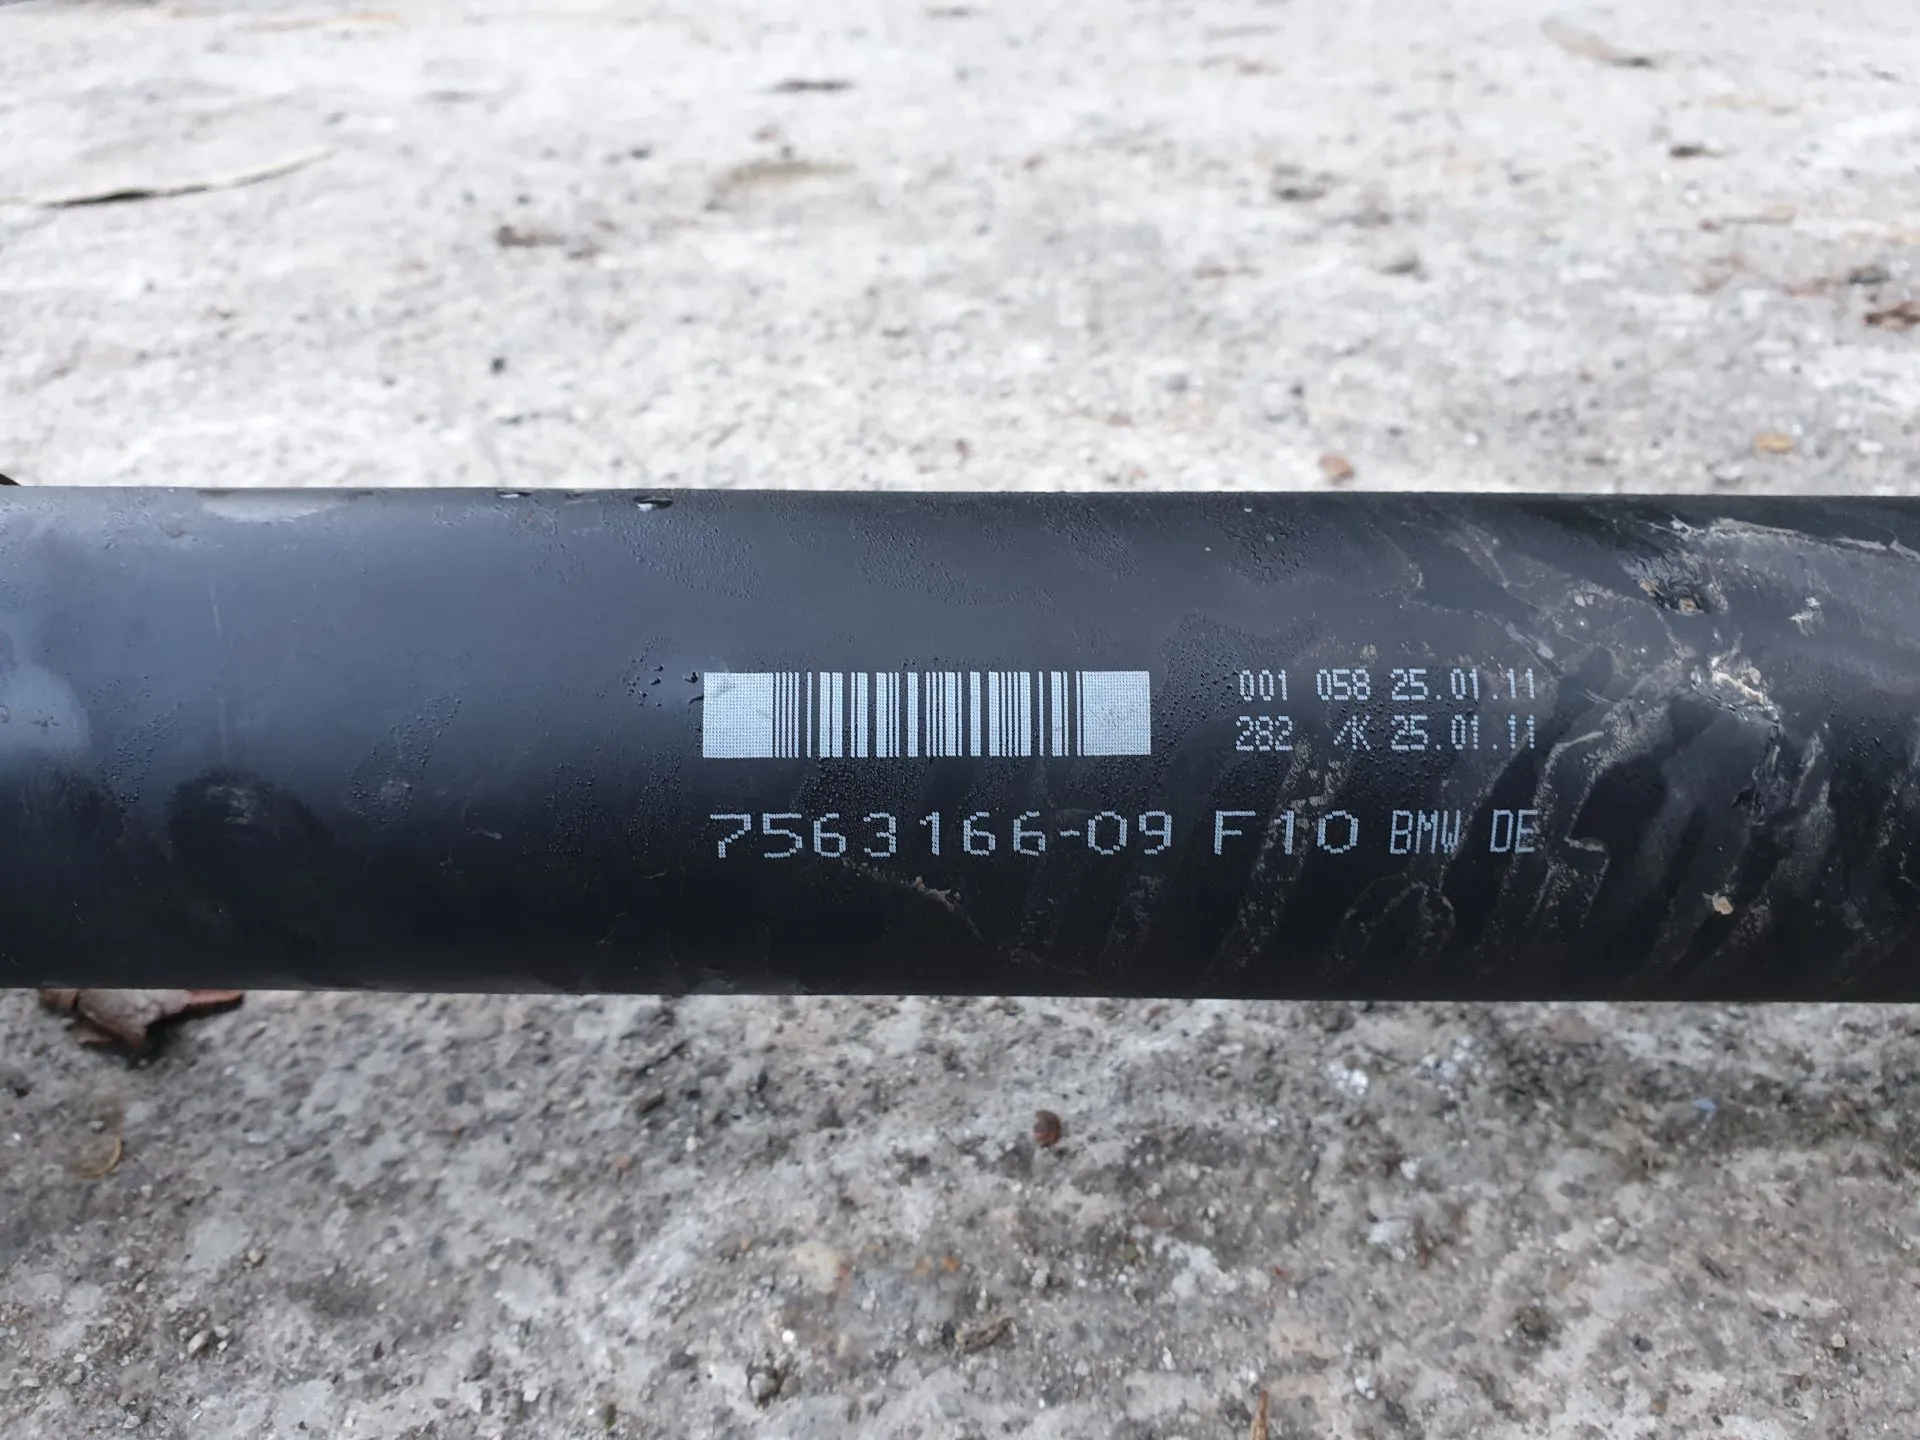 001 058 25.01.11
282 /K 25.01.11
7563166-09 F10 BMW DE